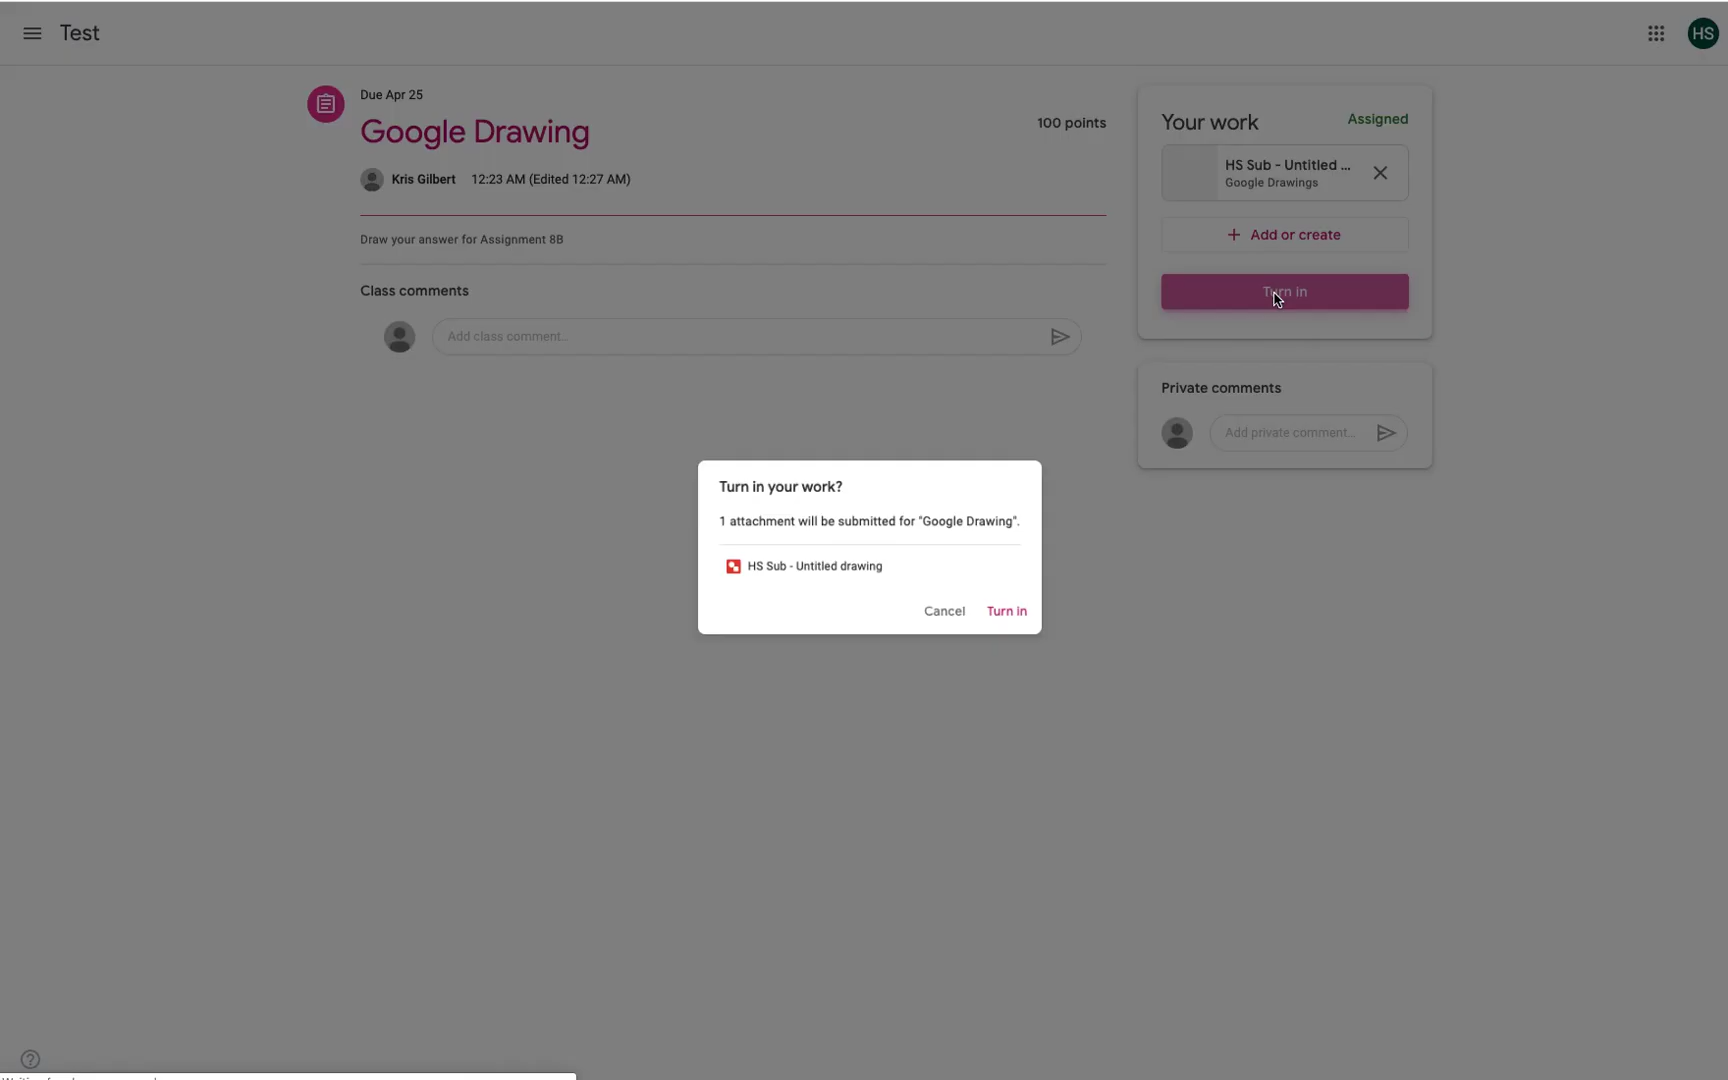 Test
HS
Due Apr 25
Google Drawing
100 points
Kris Gilbert 12:23 AM (Edited 12:27 AM)
Draw your answer for Assignment 8B
Class comments
Add class comment...
Your work
Assigned
HS Sub - Untitled ...
Google Drawings
+ Add or create
Turn in
Private comments
Add private comment...
Turn in your work?
1 attachment will be submitted for "Google Drawing".
HS Sub - Untitled drawing
Cancel Turn in